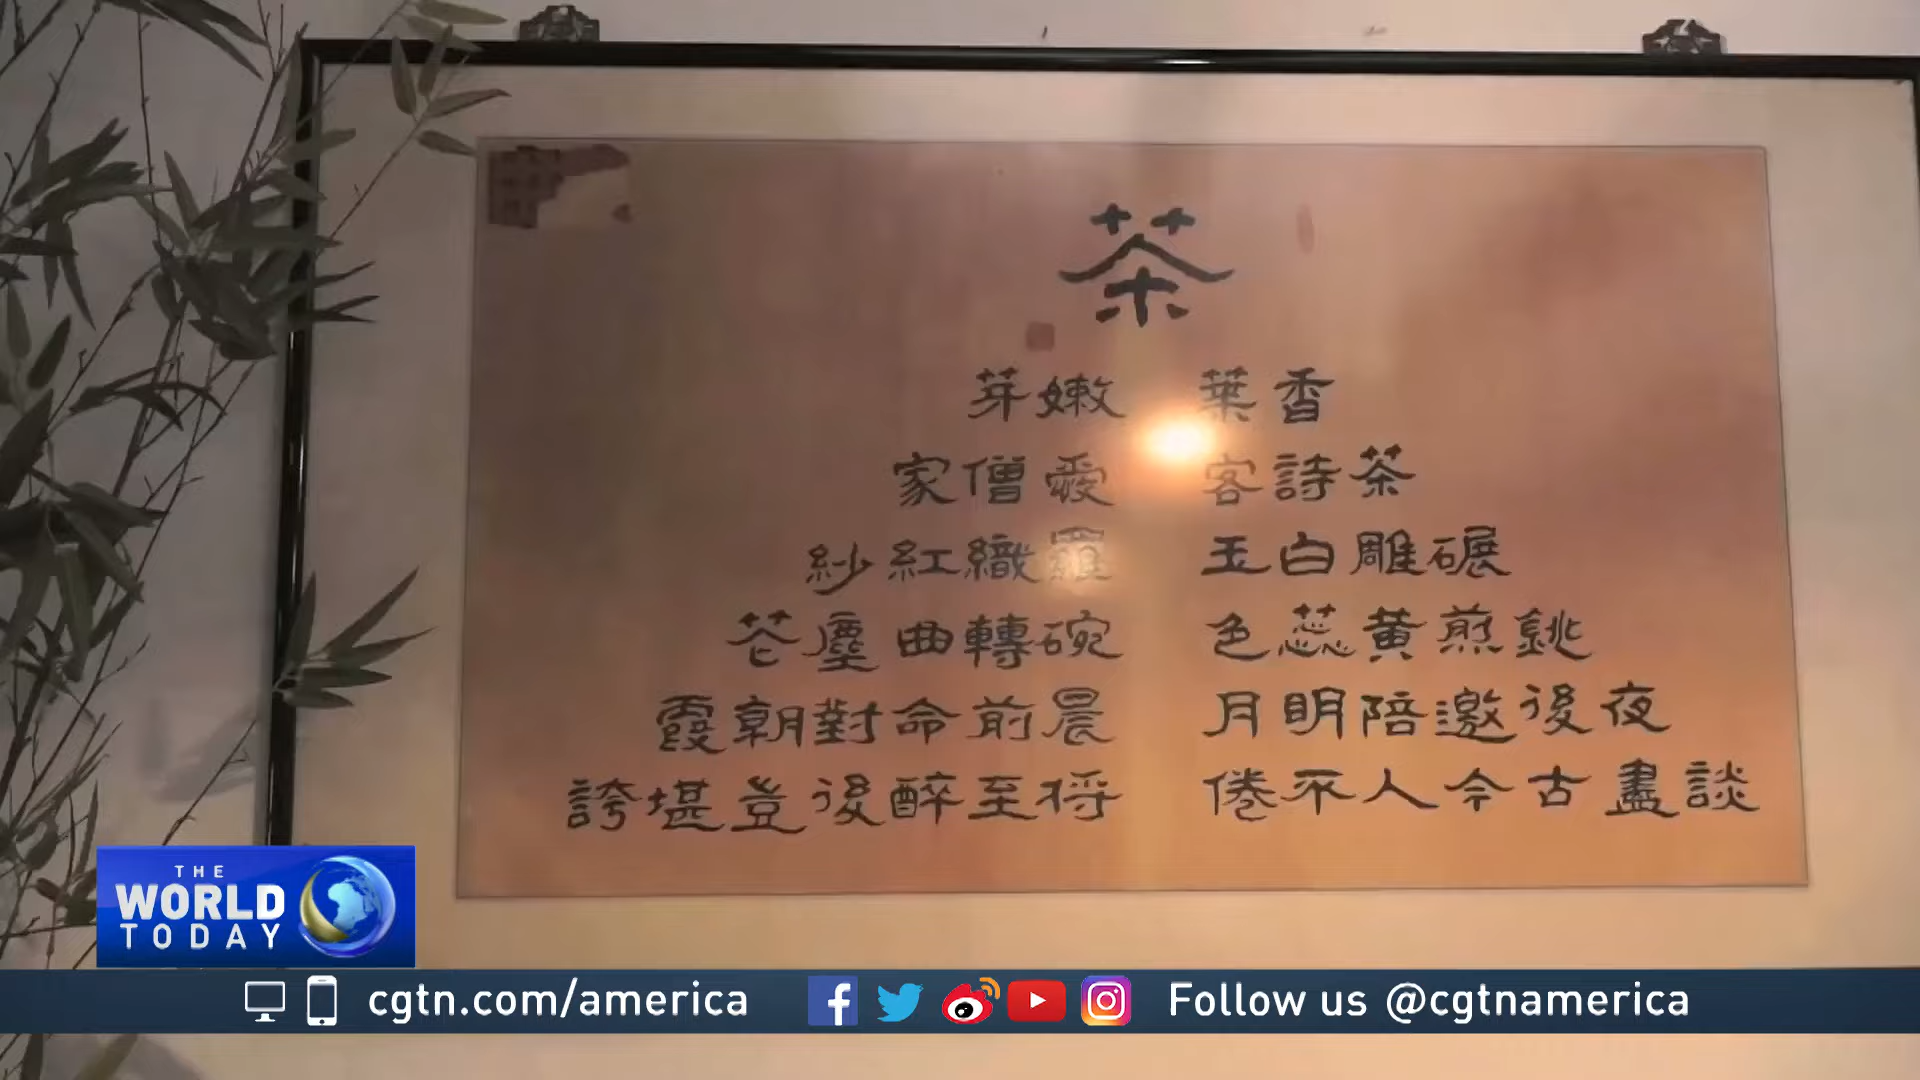 茶
香葉 嫩芽
茶詩客 愛僧家
碾雕白玉 羅織紅紗
銚煎黃蕊色 碗轉曲塵花
夜後邀陪明月 晨前命對朝霞
談盡古今人不倦 將至醉後豈堪誇
THE
WORLD
TODAY
cgtn.com/america Follow us @cgtnamerica